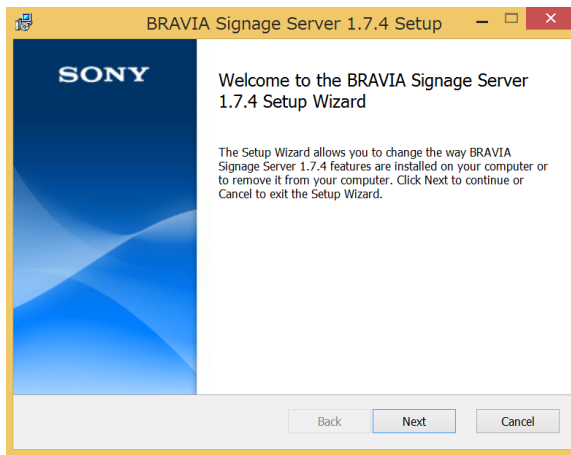 BRAVIA Signage Server 1.7.4 Setup
SONY
Welcome to the BRAVIA Signage Server
1.7.4 Setup Wizard
The Setup Wizard allows you to change the way BRAVIA
Signage Server 1.7.4 features are installed on your computer or
to remove it from your computer. Click Next to continue or
Cancel to exit the Setup Wizard.
Back Next Cancel